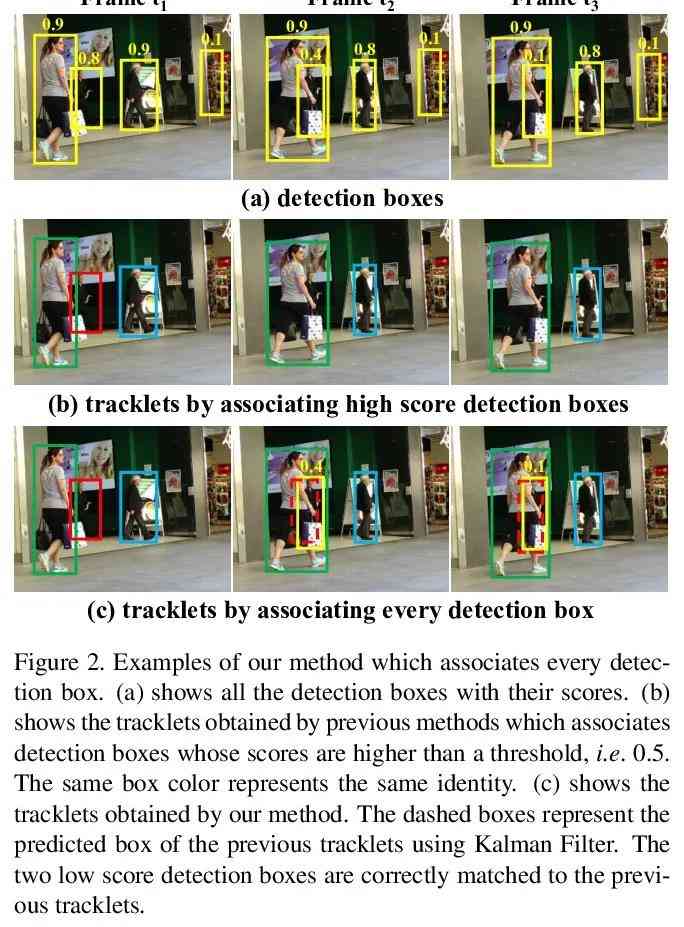 Frame t1 Frame t2 Frame t3
0.9 0.8 0.9 0.1 0.9 0.4 0.8 0.1 0.9 0.1 0.8 0.1
(a) detection boxes
(b) tracklets by associating high score detection boxes
0.4 0.1
(c) tracklets by associating every detection box
Figure 2. Examples of our method which associates every detec-
tion box. (a) shows all the detection boxes with their scores. (b)
shows the tracklets obtained by previous methods which associates
detection boxes whose scores are higher than a threshold, i.e. 0.5.
The same box color represents the same identity. (c) shows the
tracklets obtained by our method. The dashed boxes represent the
predicted box of the previous tracklets using Kalman Filter. The
two low score detection boxes are correctly matched to the previ-
ous tracklets.